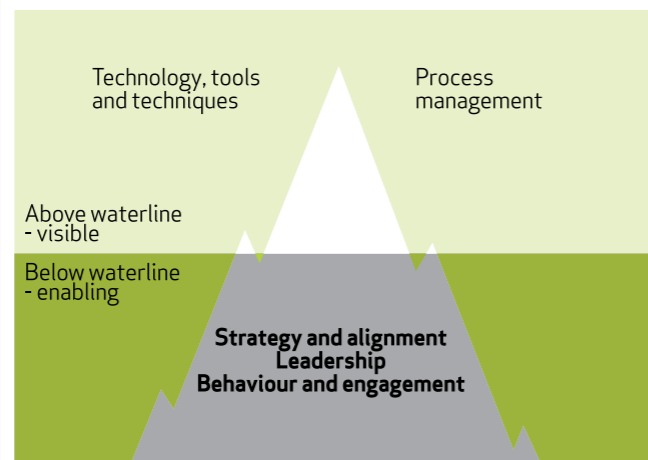 Technology, tools
and techniques
Process
management
Above waterline
- visible
Below waterline
- enabling
Strategy and alignment
Leadership
Behaviour and engagement